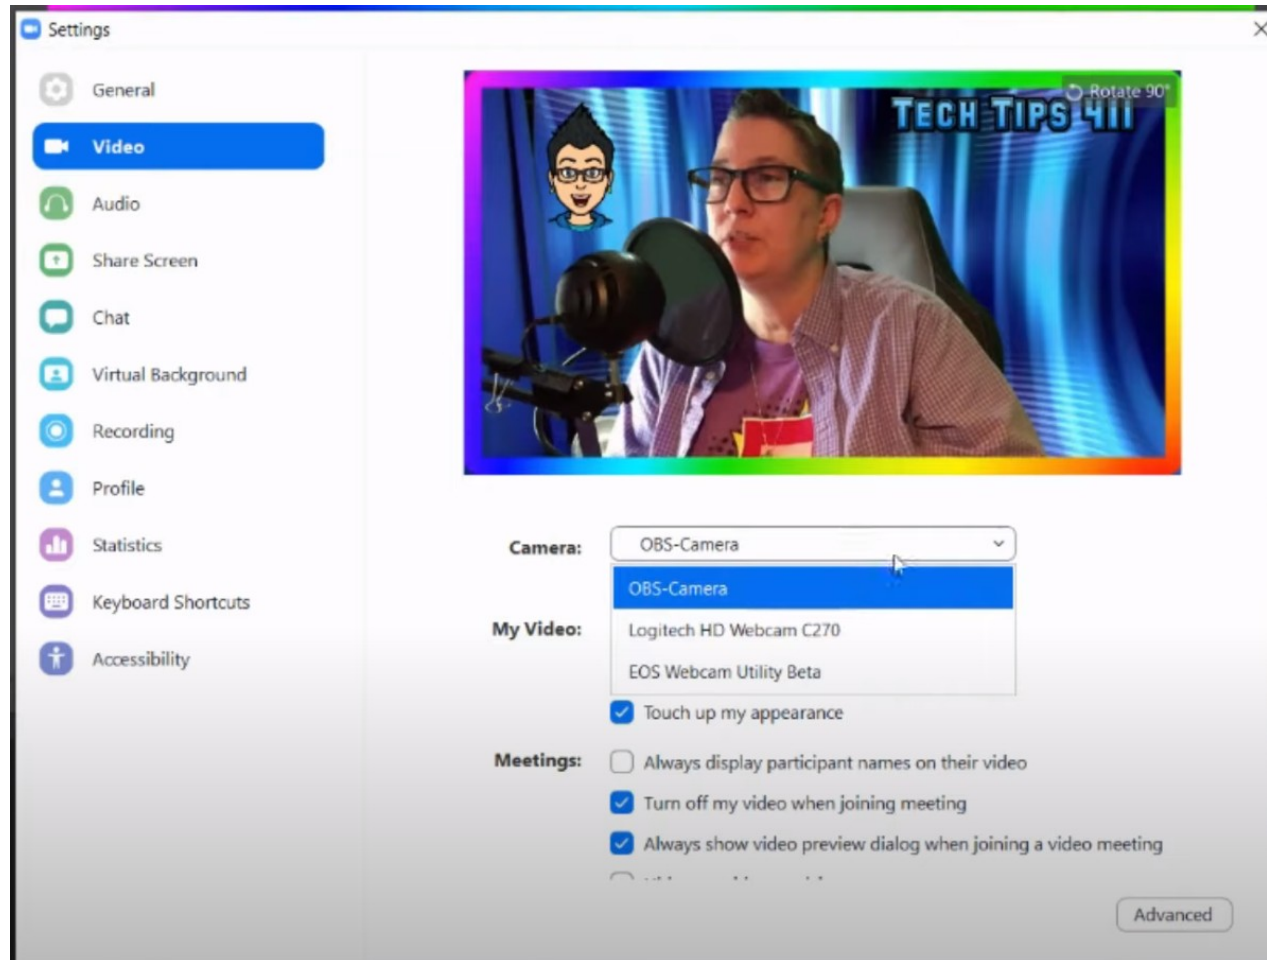 Settings
General
Video
Audio
Share Screen
Chat
Virtual Background
Recording
Profile
Statistics
Keyboard Shortcuts
Accessibility
Rotate 90°
TECH TIPS 411
Camera:
OBS-Camera
OBS-Camera
My Video:
Logitech HD Webcam C270
EOS Webcam Utility Beta
Touch up my appearance
Meetings:
Always display participant names on their video
Turn off my video when joining meeting
Always show video preview dialog when joining a video meeting
Advanced